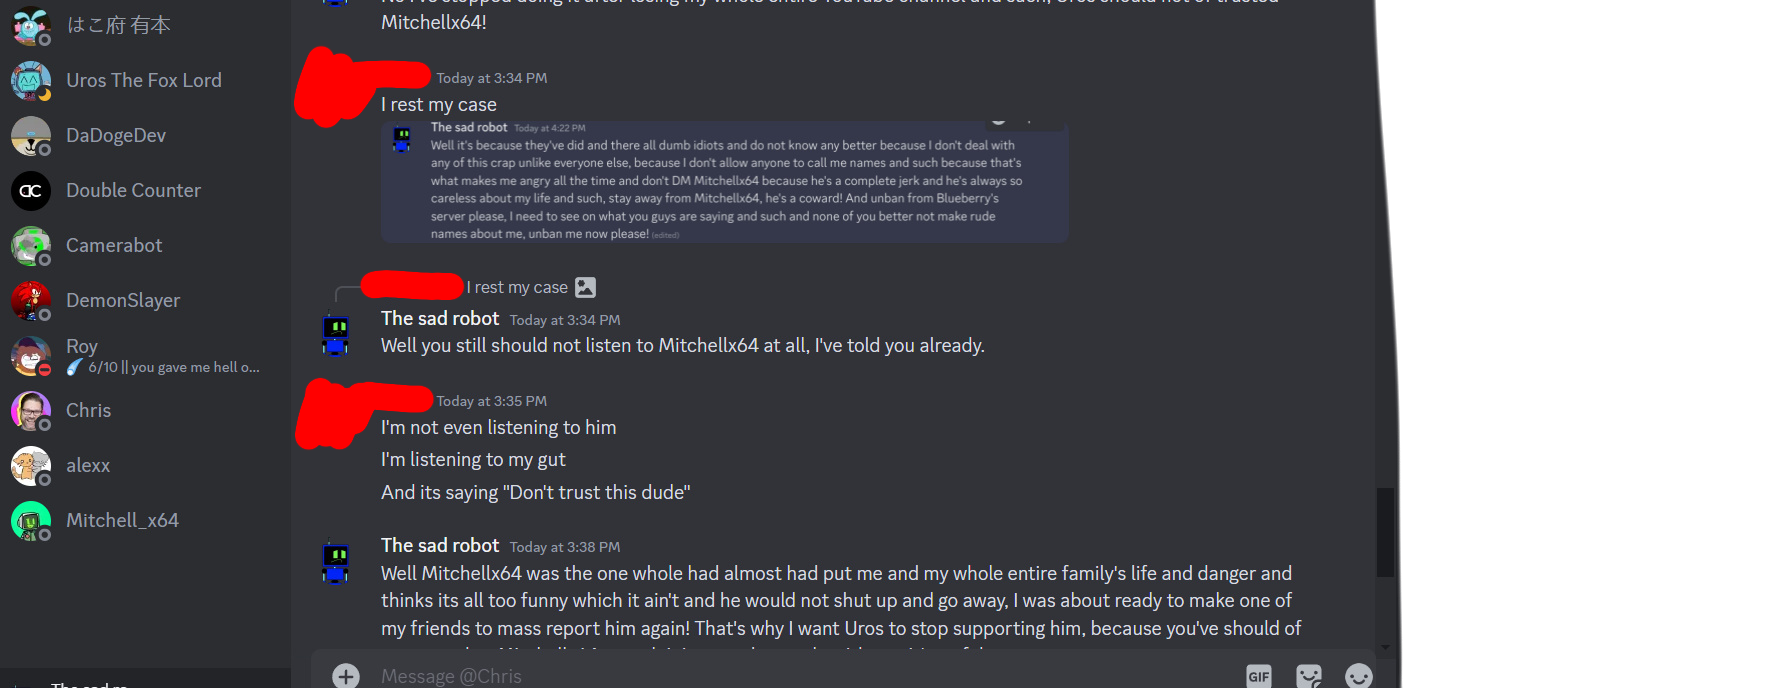 はこ府 有本
Uros The Fox Lord
DaDogeDev
Double Counter
Camerabot
DemonSlayer
Roy
6/10 || you gave me hell o...
Chris
alexx
Mitchell_x64
Mitchellx64!
Today at 3:34 PM
I rest my case
The sad robot Today at 4:22 PM
Well it's because they've did and there all dumb idiots and do not know any better because I don't deal with
any of this crap unlike everyone else, because I don't allow anyone to call me names and such because that's
what makes me angry all the time and don't DM Mitchellx64 because he's a complete jerk and he's always so
careless about my life and such, stay away from Mitchellx64, he's a coward! And unban from Blueberry's
server please, I need to see on what you guys are saying and such and none of you better not make rude
names about me, unban me now please! (edited)
I rest my case
The sad robot Today at 3:34 PM
Well you still should not listen to Mitchellx64 at all, I've told you already.
Today at 3:35 PM
I'm not even listening to him
I'm listening to my gut
And its saying "Don't trust this dude"
The sad robot Today at 3:38 PM
Well Mitchellx64 was the one whole had almost had put me and my whole entire family's life and danger and
thinks its all too funny which it ain't and he would not shut up and go away, I was about ready to make one of
my friends to mass report him again! That's why I want Uros to stop supporting him, because you've should of
Message @Chris
GIF